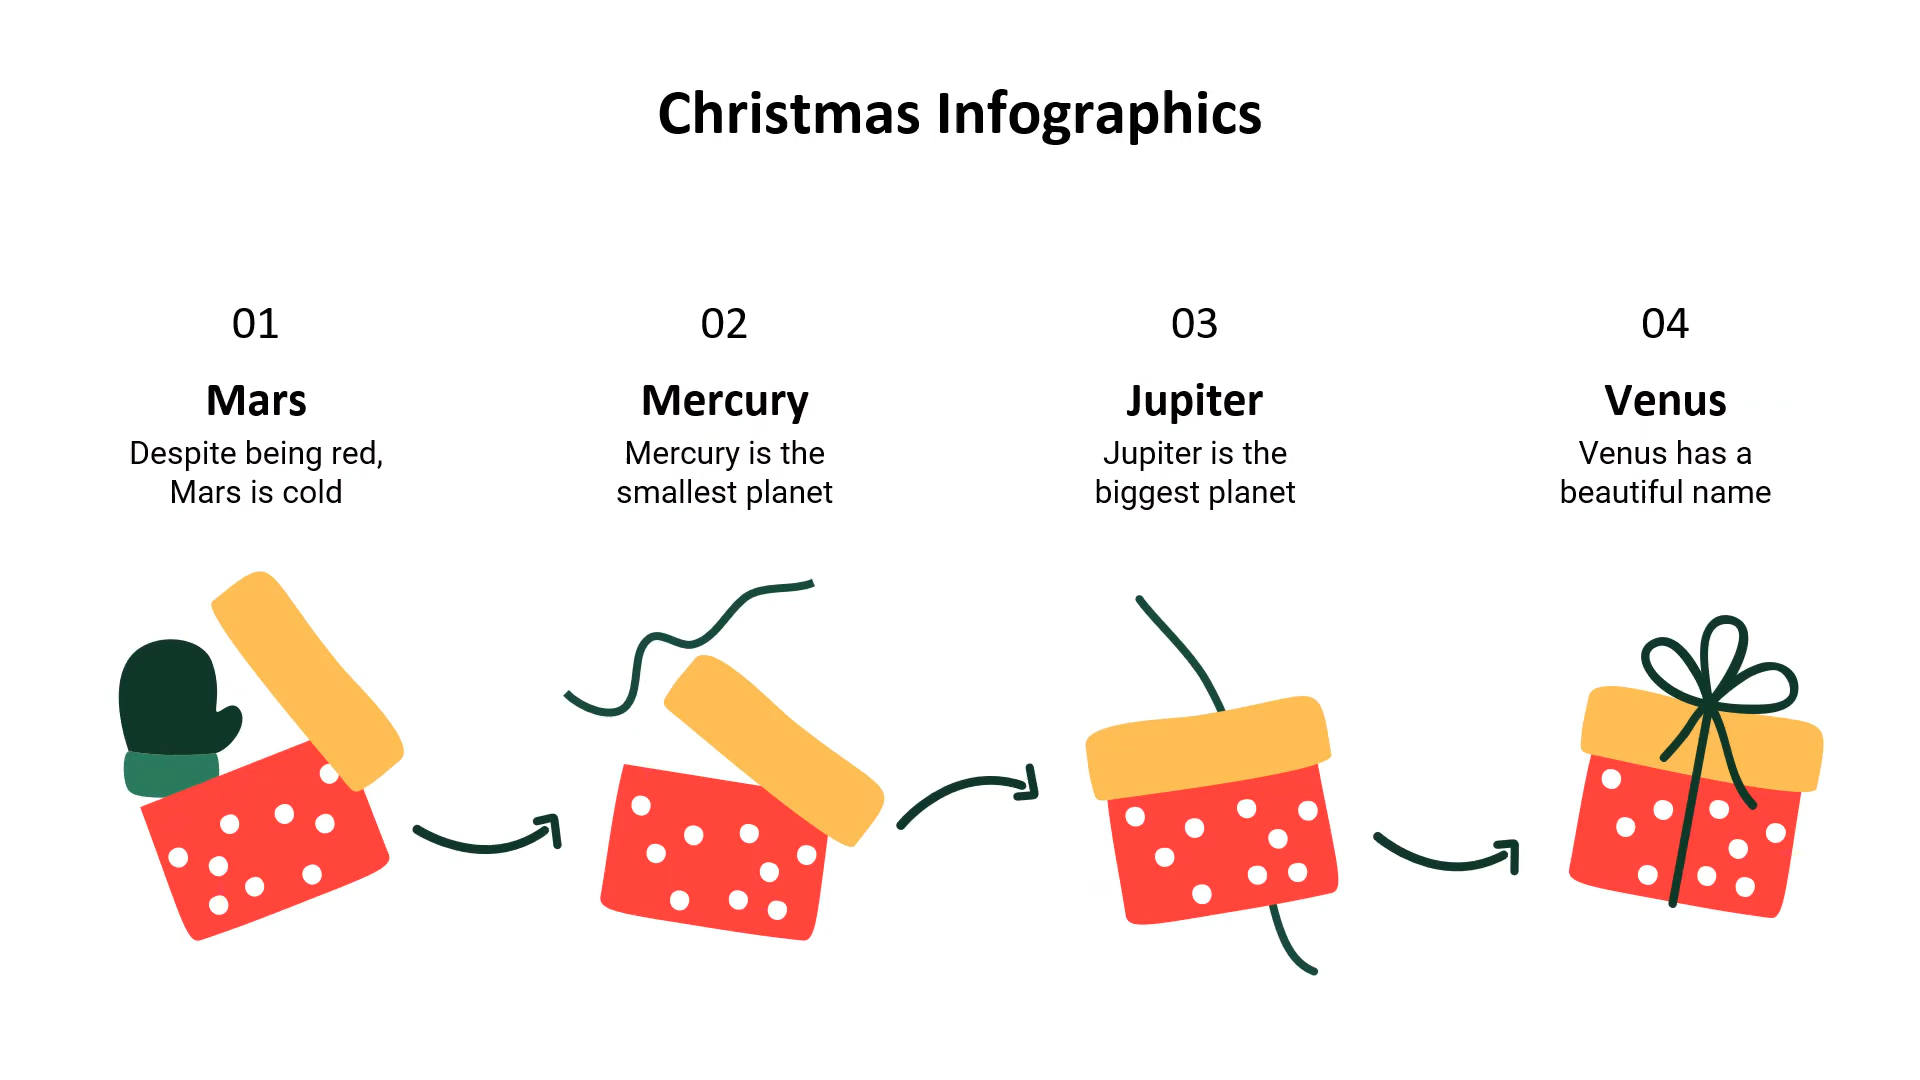 Christmas Infographics
01
Mars
Despite being red,
Mars is cold
02
Mercury
Mercury is the
smallest planet
03
Jupiter
Jupiter is the
biggest planet
04
Venus
Venus has a
beautiful name